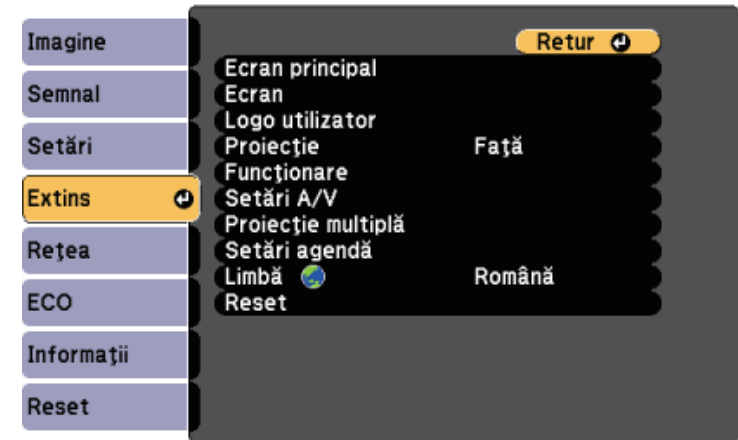 Imagine
Semnal
Setări
Extins
Reţea
ECO
Informaţii
Reset
Retur
Ecran principal
Ecran
Logo utilizator
Proiecţie Faţă
Funcţionare
Setări A/V
Proiecţie multiplă
Setări agendă
Limbă Română
Reset